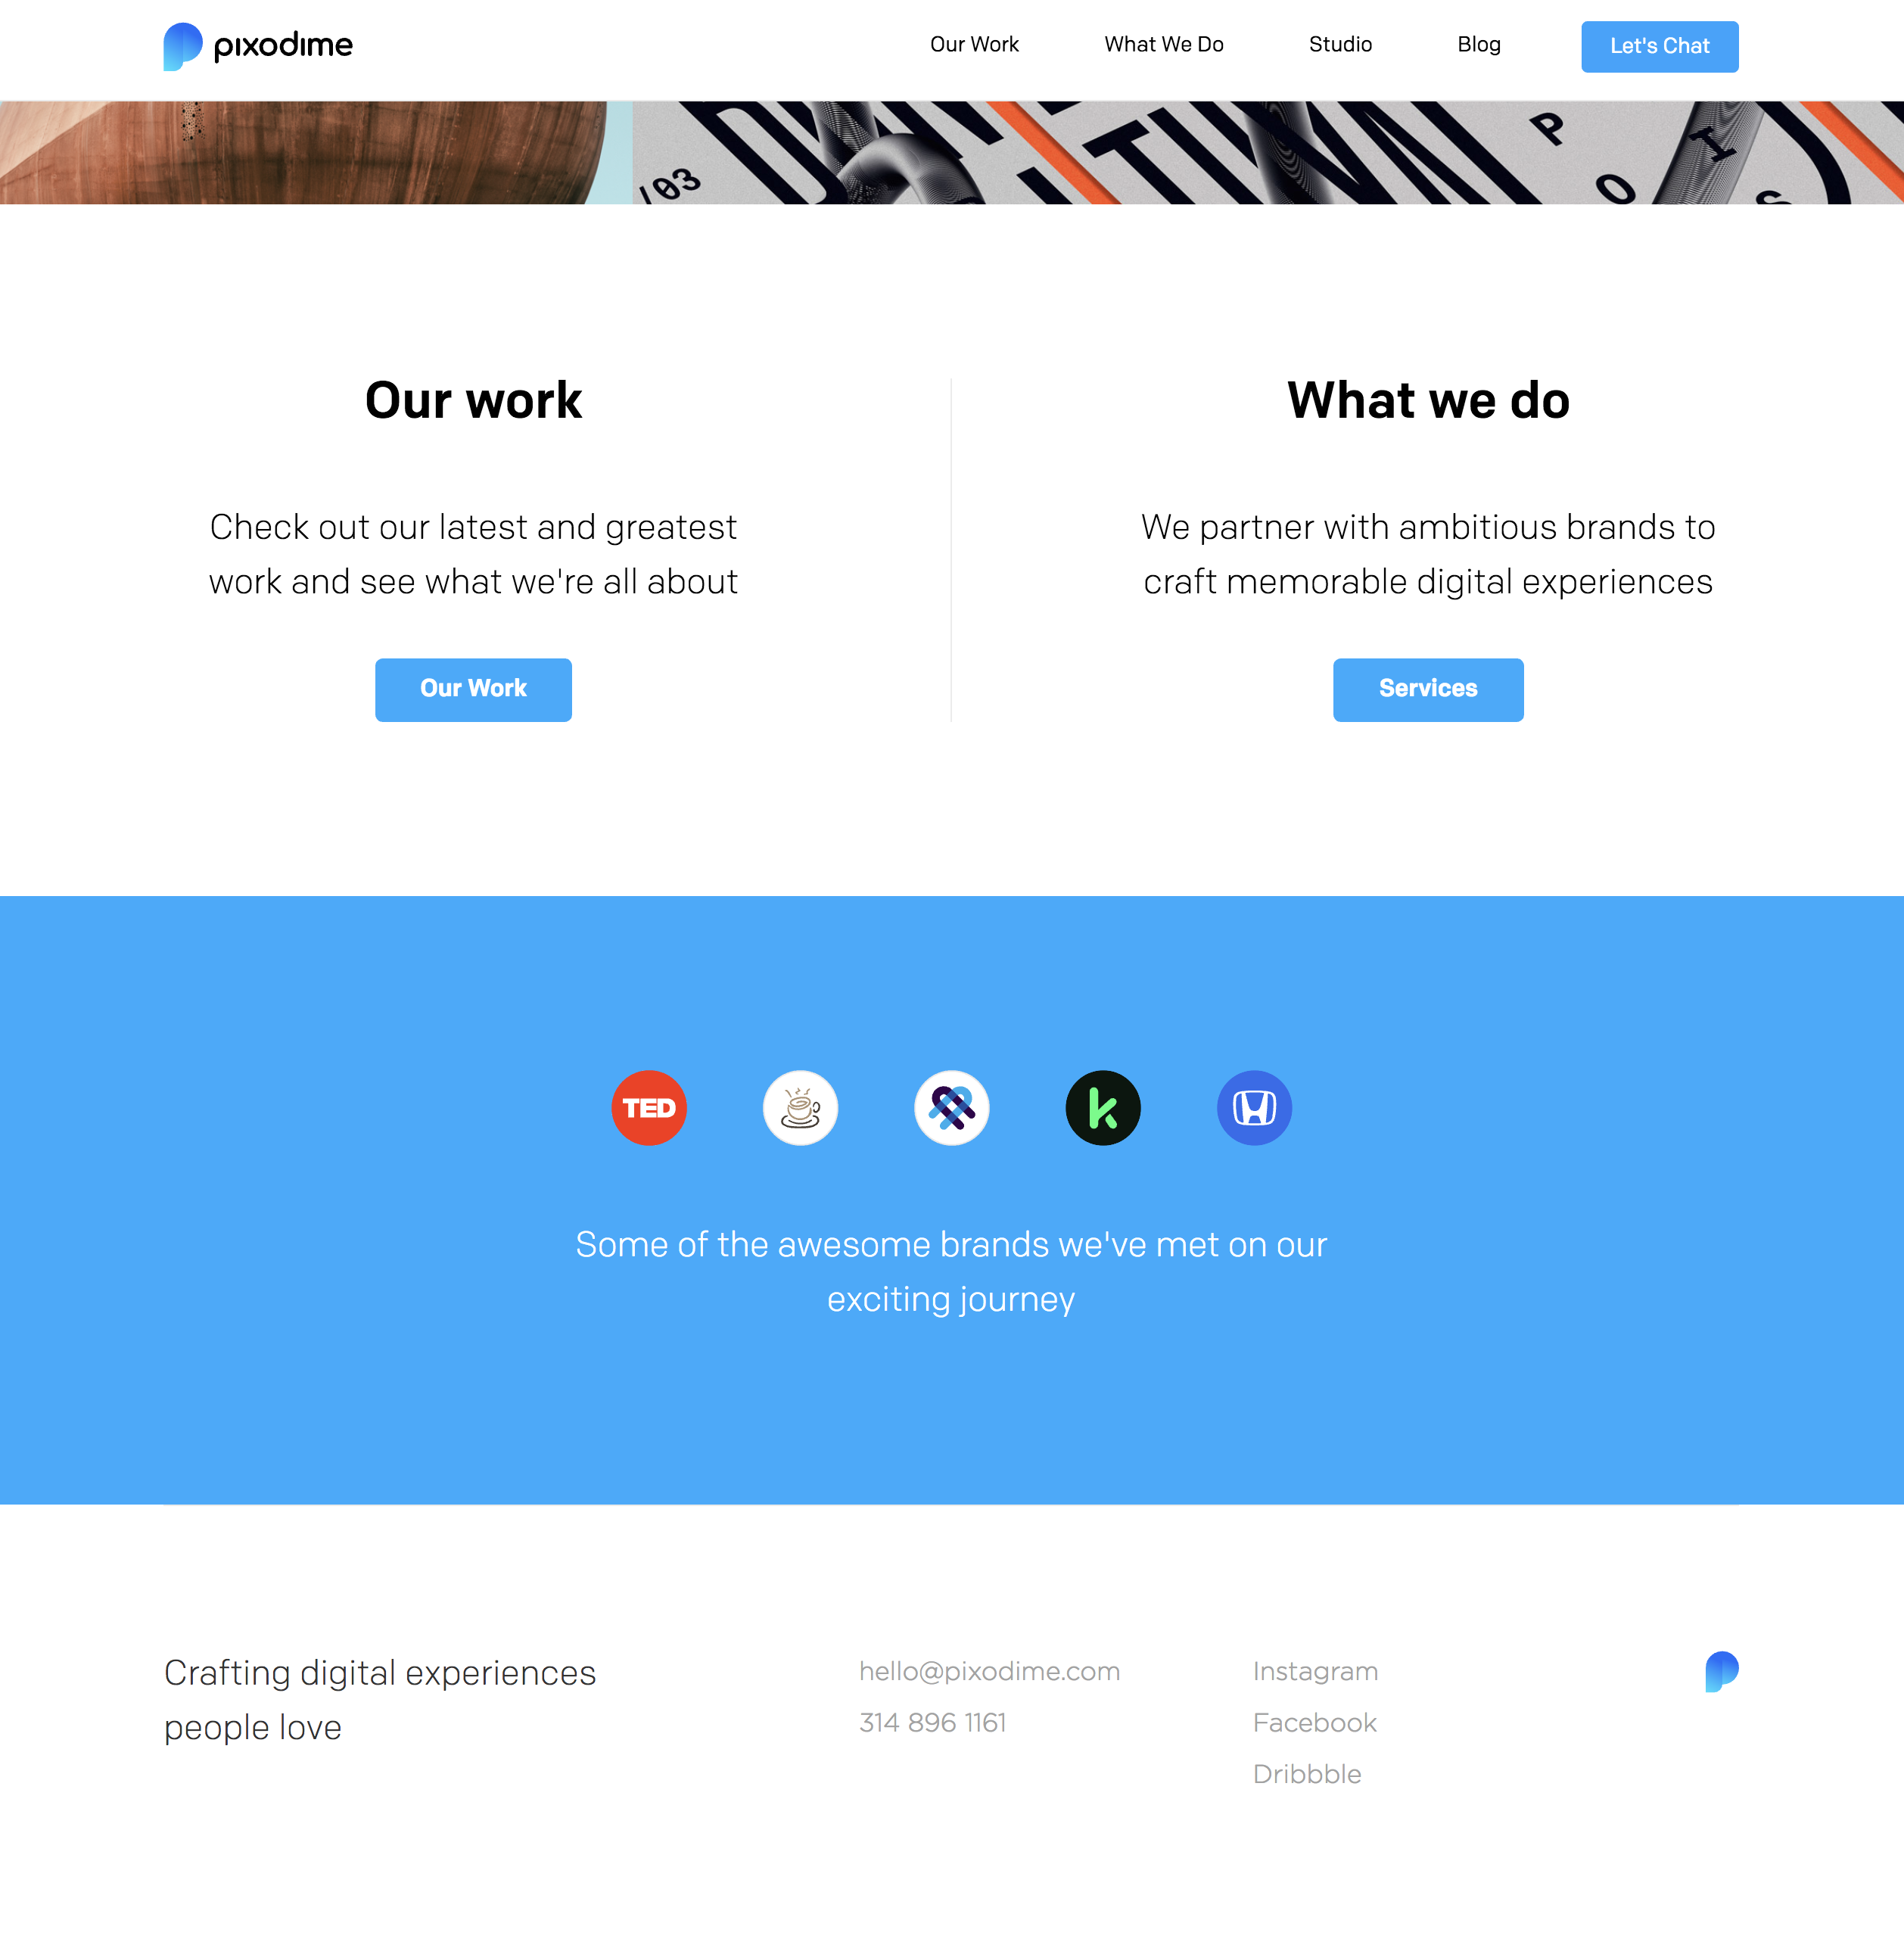 pixodime
Our Work
What We Do
Studio
Blog
Let's Chat
/03
P
O
H
S
Our work
Check out our latest and greatest
work and see what we're all about
Our Work
What we do
We partner with ambitious brands to
craft memorable digital experiences
Services
TED
k
Some of the awesome brands we've met on our
exciting journey
Crafting digital experiences
people love
hello@pixodime.com
314 896 1161
Instagram
Facebook
Dribbble